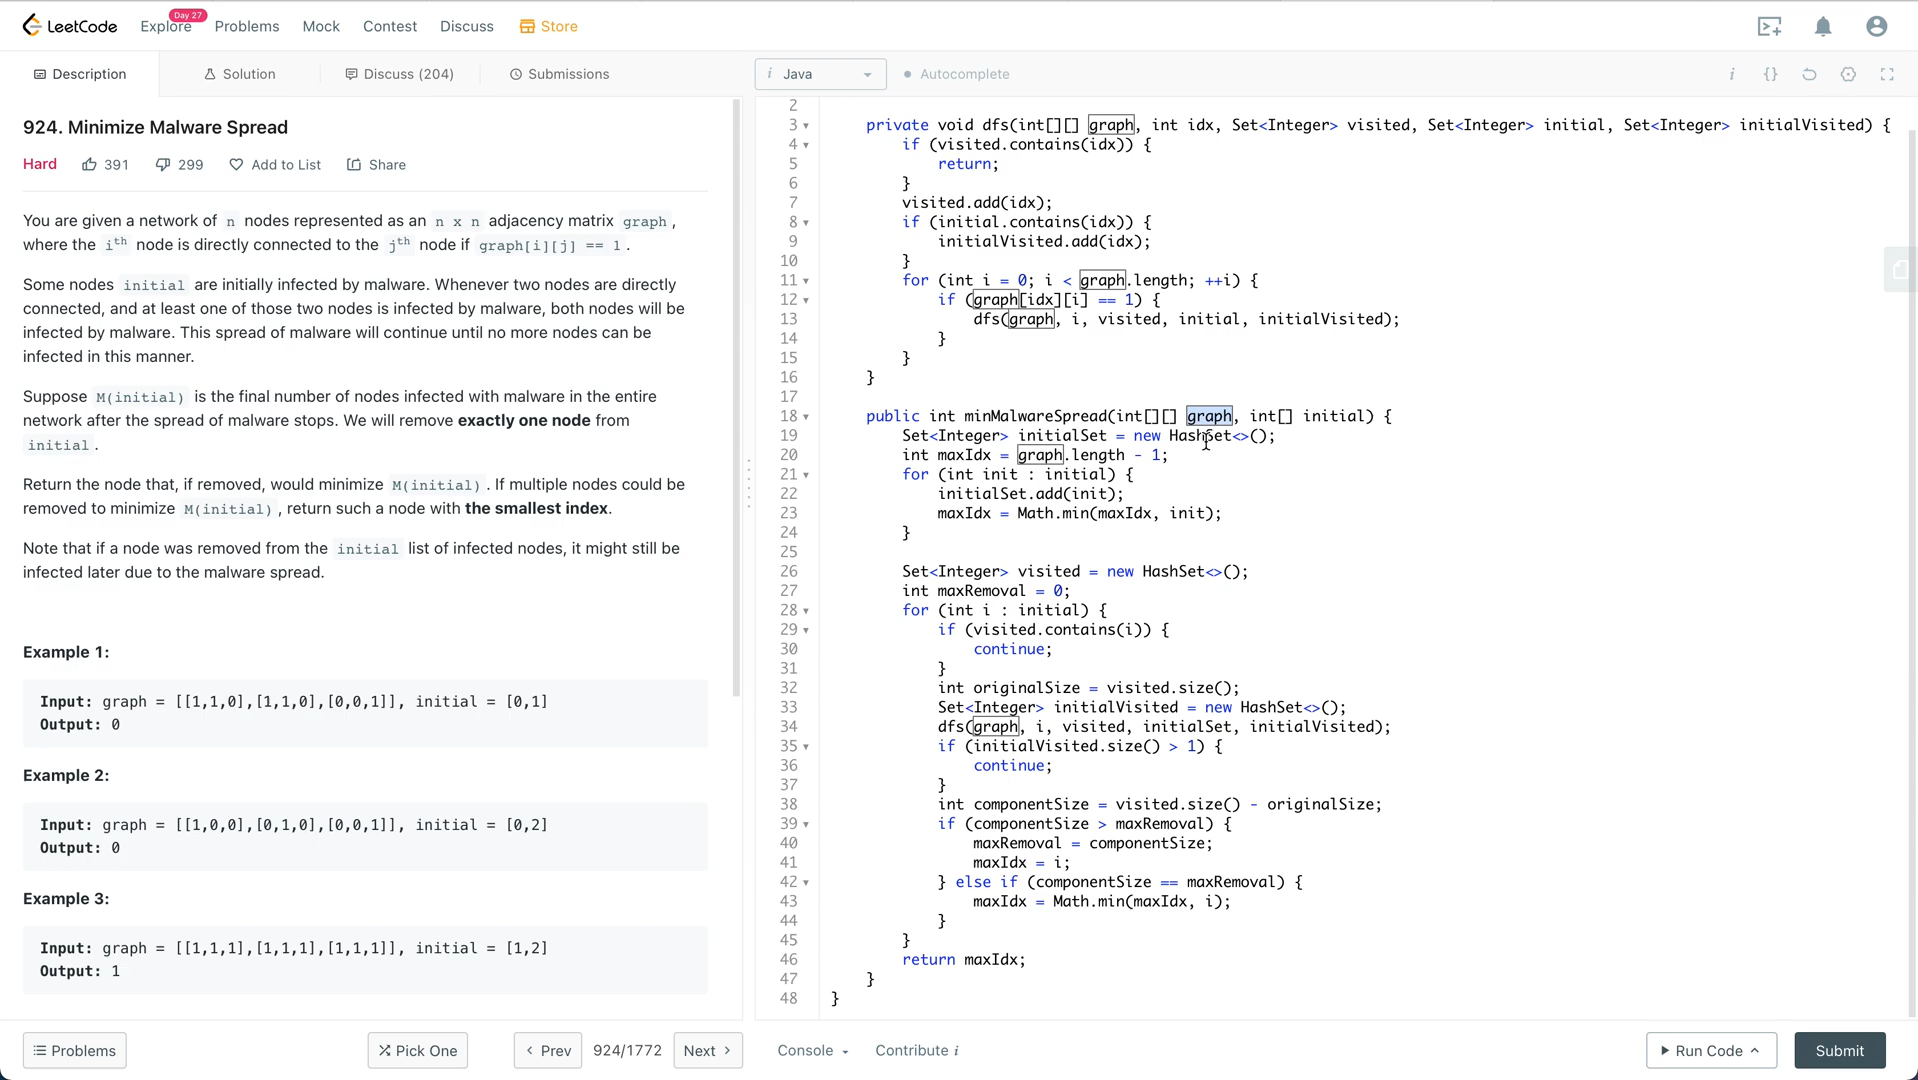 LeetCode
Explore
Day 27
Problems
Mock
Contest
Discuss
Store
Description
Solution
Discuss (204)
Submissions
i Java
Autocomplete
924. Minimize Malware Spread
Hard
391
299
Add to List
Share
You are given a network of n nodes represented as an n x n adjacency matrix graph,
where the ith node is directly connected to the jth node if graph[i][j] == 1.
Some nodes initial are initially infected by malware. Whenever two nodes are directly
connected, and at least one of those two nodes is infected by malware, both nodes will be
infected by malware. This spread of malware will continue until no more nodes can be
infected in this manner.
Suppose M(initial) is the final number of nodes infected with malware in the entire
network after the spread of malware stops. We will remove exactly one node from
initial.
Return the node that, if removed, would minimize M(initial). If multiple nodes could be
removed to minimize M(initial), return such a node with the smallest index.
Note that if a node was removed from the initial list of infected nodes, it might still be
infected later due to the malware spread.
Example 1:
Input: graph = [[1,1,0],[1,1,0],[0,0,1]], initial = [0,1]
Output: 0
Example 2:
Input: graph = [[1,0,0],[0,1,0],[0,0,1]], initial = [0,2]
Output: 0
Example 3:
Input: graph = [[1,1,1],[1,1,1],[1,1,1]], initial = [1,2]
Output: 1
2
3 private void dfs(int[][] graph, int idx, Set<Integer> visited, Set<Integer> initial, Set<Integer> initialVisited) {
4 if (visited.contains(idx)) {
5 return;
6 }
7 visited.add(idx);
8 if (initial.contains(idx)) {
9 initialVisited.add(idx);
10 }
11 for (int i = 0; i < graph.length; ++i) {
12 if (graph[idx][i] == 1) {
13 dfs(graph, i, visited, initial, initialVisited);
14 }
15 }
16 }
17
18 public int minMalwareSpread(int[][] graph, int[] initial) {
19 Set<Integer> initialSet = new HashSet<>();
20 int maxIdx = graph.length - 1;
21 for (int init : initial) {
22 initialSet.add(init);
23 maxIdx = Math.min(maxIdx, init);
24 }
25
26 Set<Integer> visited = new HashSet<>();
27 int maxRemoval = 0;
28 for (int i : initial) {
29 if (visited.contains(i)) {
30 continue;
31 }
32 int originalSize = visited.size();
33 Set<Integer> initialVisited = new HashSet<>();
34 dfs(graph, i, visited, initialSet, initialVisited);
35 if (initialVisited.size() > 1) {
36 continue;
37 }
38 int componentSize = visited.size() - originalSize;
39 if (componentSize > maxRemoval) {
40 maxRemoval = componentSize;
41 maxIdx = i;
42 } else if (componentSize == maxRemoval) {
43 maxIdx = Math.min(maxIdx, i);
44 }
45 }
46 return maxIdx;
47 }
48 }
Problems
Pick One
Prev
924/1772
Next
Console
Contribute i
Run Code
Submit